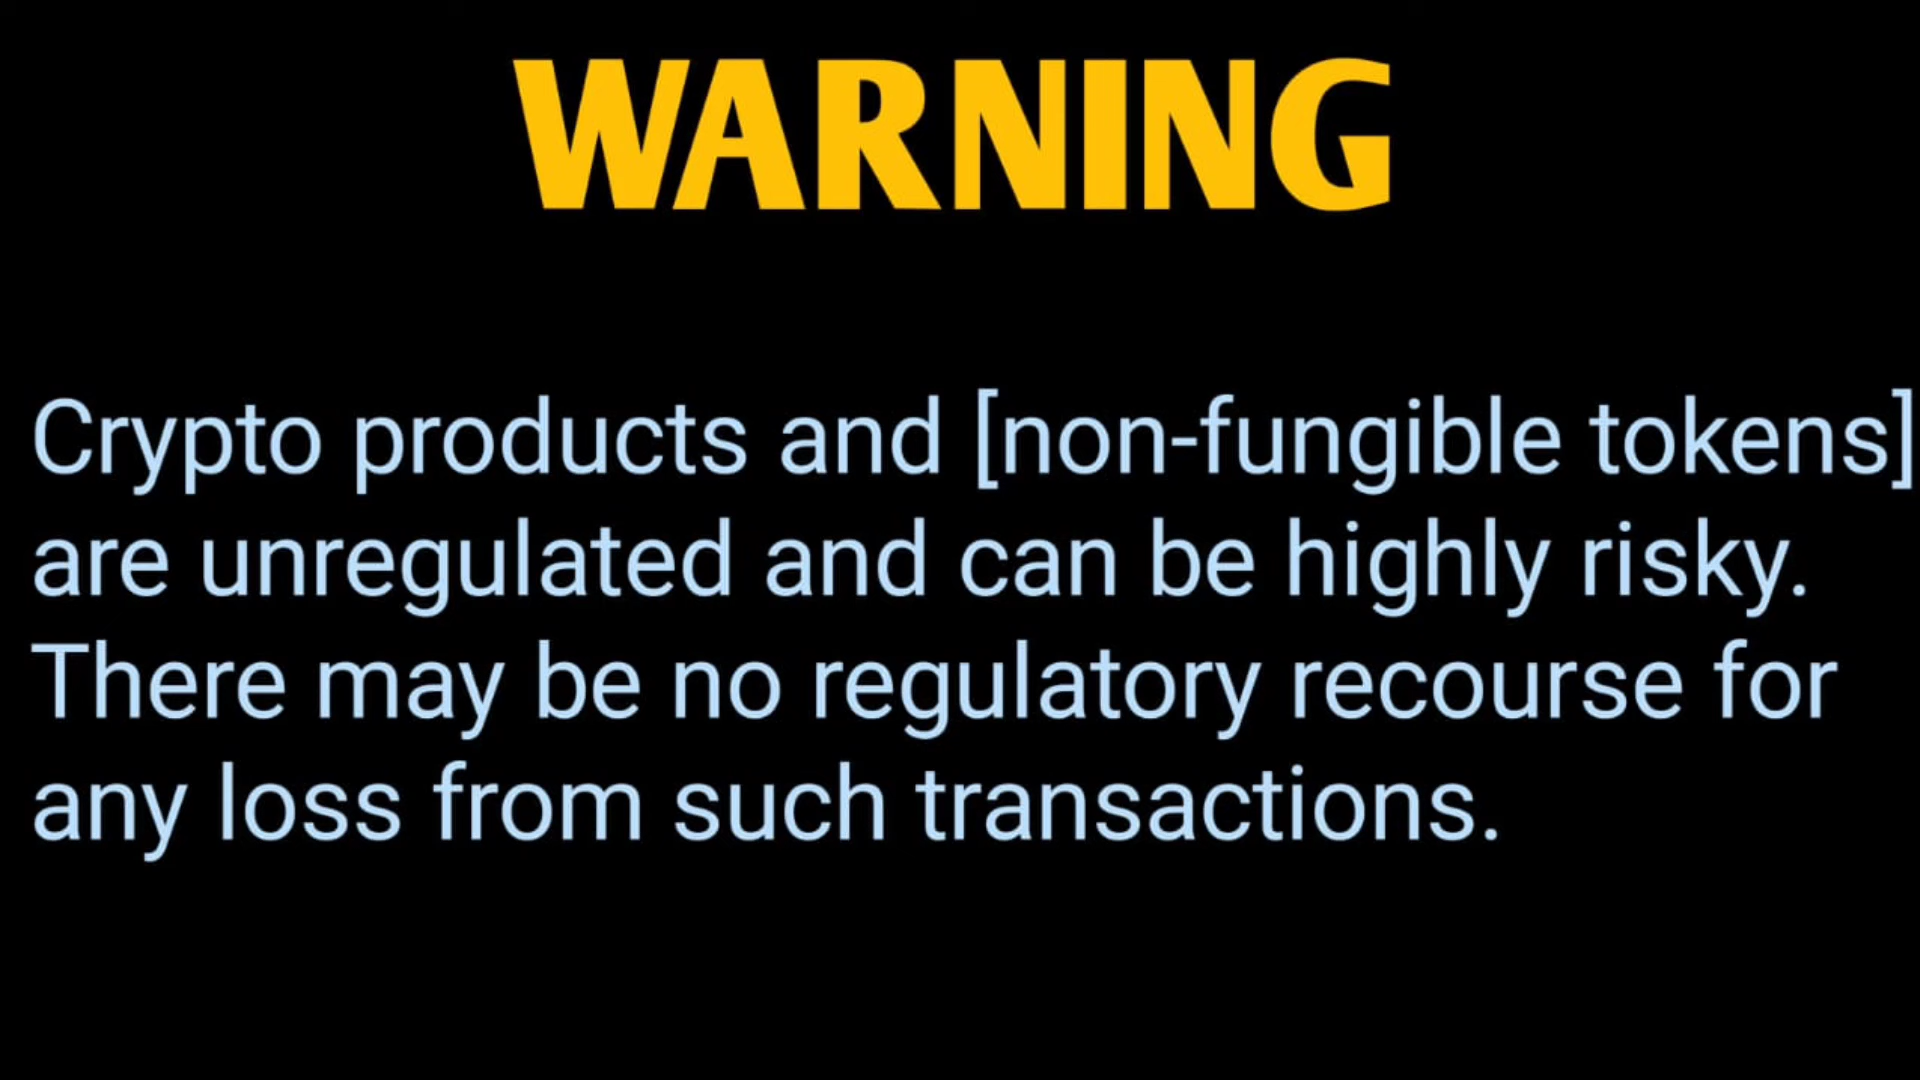 WARNING
Crypto products and [non-fungible tokens]
are unregulated and can be highly risky.
There may be no regulatory recourse for
any loss from such transactions.